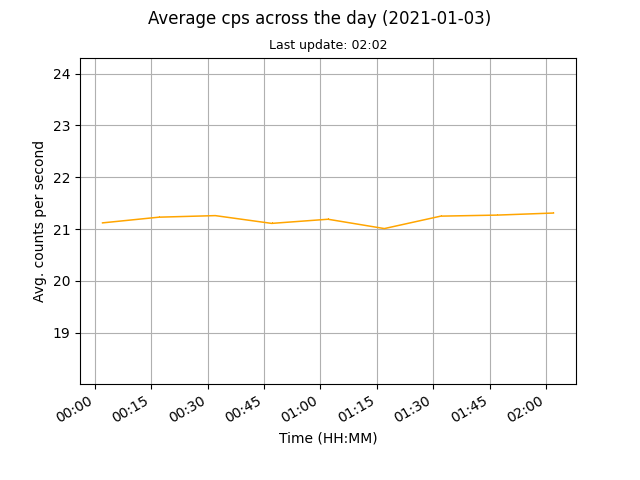 Average cps across the day (2021-01-03)
Last update: 02:02
24
23
22
21
20
19
Avg. counts per second
00:00 00:15 00:30 00:45 01:00 01:15 01:30 01:45 02:00
Time (HH:MM)